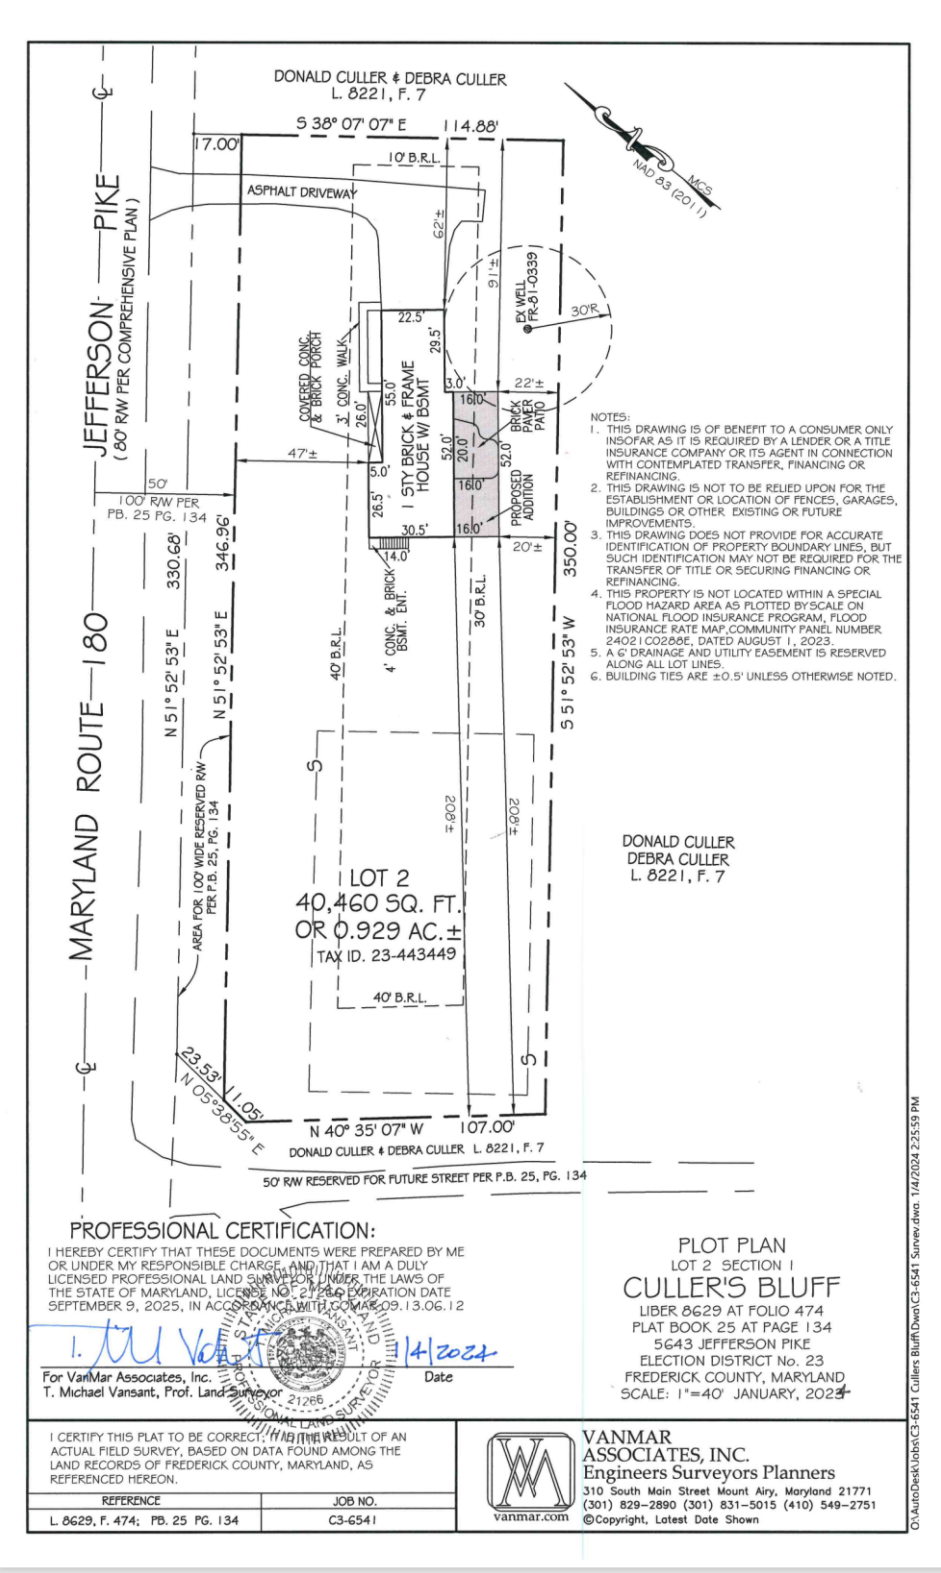 DONALD CULLER & DEBRA CULLER
L. 8221, F. 7
S 38° 07' 07" E 114.88'
17.00'
10' B.R.L.
ASPHALT DRIVEWAY
NAD 83 (2011)
MCS
JEFFERSON PIKE
( 80' R/W PER COMPREHENSIVE PLAN )
62'±
91'±
EX WELL
FR-81-0339
30'R
22.5'
29.5'
COVERED CONC.
& BRICK PORCH
3' CONC. WALK
26.0'
55.0'
1 STY BRICK & FRAME
HOUSE W/ BSMT
3.0'
16.0'
22'±
BRICK
PAVER
PATIO
52.0'
20.0'
52.0'
47'±
5.0'
16.0'
26.5'
PROPOSED
ADDITION
30.5'
16.0'
14.0'
20'±
50'
100' R/W PER
PB. 25 PG. 134
4' CONC. & BRICK
BSMT. ENT.
40' B.R.L.
30' B.R.L.
N 51° 52' 53" E 330.68'
N 51° 52' 53" E 346.96'
S 51° 52' 53" W 350.00'
NOTES:
1. THIS DRAWING IS OF BENEFIT TO A CONSUMER ONLY
INSOFAR AS IT IS REQUIRED BY A LENDER OR A TITLE
INSURANCE COMPANY OR ITS AGENT IN CONNECTION
WITH CONTEMPLATED TRANSFER, FINANCING OR
REFINANCING.
2. THIS DRAWING IS NOT TO BE RELIED UPON FOR THE
ESTABLISHMENT OR LOCATION OF FENCES, GARAGES,
BUILDINGS OR OTHER EXISTING OR FUTURE
IMPROVEMENTS.
3. THIS DRAWING DOES NOT PROVIDE FOR ACCURATE
IDENTIFICATION OF PROPERTY BOUNDARY LINES, BUT
SUCH IDENTIFICATION MAY NOT BE REQUIRED FOR THE
TRANSFER OF TITLE OR SECURING FINANCING OR
REFINANCING.
4. THIS PROPERTY IS NOT LOCATED WITHIN A SPECIAL
FLOOD HAZARD AREA AS PLOTTED BY SCALE ON
NATIONAL FLOOD INSURANCE PROGRAM, FLOOD
INSURANCE RATE MAP,COMMUNITY PANEL NUMBER
24021C0288E, DATED AUGUST 1, 2023.
5. A 6' DRAINAGE AND UTILITY EASEMENT IS RESERVED
ALONG ALL LOT LINES.
6. BUILDING TIES ARE ±0.5' UNLESS OTHERWISE NOTED.
MARYLAND ROUTE 180
AREA FOR 100' WIDE RESERVED R/W
PER P.B. 25, PG. 134
S
208'±
208'±
LOT 2
40,460 SQ. FT.
OR 0.929 AC.±
TAX ID. 23-443449
40' B.R.L.
S
DONALD CULLER
DEBRA CULLER
L. 8221, F. 7
23.53'
11.05'
N 05°38'55" E
N 40° 35' 07" W 107.00'
DONALD CULLER & DEBRA CULLER L. 8221, F. 7
50' R/W RESERVED FOR FUTURE STREET PER P.B. 25, PG. 134
PROFESSIONAL CERTIFICATION:
I HEREBY CERTIFY THAT THESE DOCUMENTS WERE PREPARED BY ME
OR UNDER MY RESPONSIBLE CHARGE, AND THAT I AM A DULY
LICENSED PROFESSIONAL LAND SURVEYOR UNDER THE LAWS OF
THE STATE OF MARYLAND, LICENSE NO. 21266, EXPIRATION DATE
SEPTEMBER 9, 2025, IN ACCORDANCE WITH COMAR 09.13.06.12
1/4/2024
For VanMar Associates, Inc. Date
T. Michael Vansant, Prof. Land Surveyor
STATE OF MARYLAND
MICHAEL VANSANT
21266
PROFESSIONAL LAND SURVEYOR
PLOT PLAN
LOT 2 SECTION 1
CULLER'S BLUFF
LIBER 8629 AT FOLIO 474
PLAT BOOK 25 AT PAGE 134
5643 JEFFERSON PIKE
ELECTION DISTRICT No. 23
FREDERICK COUNTY, MARYLAND
SCALE: 1"=40' JANUARY, 2024
I CERTIFY THIS PLAT TO BE CORRECT; IT IS THE RESULT OF AN
ACTUAL FIELD SURVEY, BASED ON DATA FOUND AMONG THE
LAND RECORDS OF FREDERICK COUNTY, MARYLAND, AS
REFERENCED HEREON.
REFERENCE JOB NO.
L. 8629, F. 474; PB. 25 PG. 134 C3-6541
vanmar.com
VANMAR
ASSOCIATES, INC.
Engineers Surveyors Planners
310 South Main Street Mount Airy, Maryland 21771
(301) 829-2890 (301) 831-5015 (410) 549-2751
©Copyright, Latest Date Shown
O:\AutoDesk\Jobs\C3-6541 Cullers Bluff\Dwg\C3-6541 Survey.dwg, 1/4/2024 2:25:59 PM